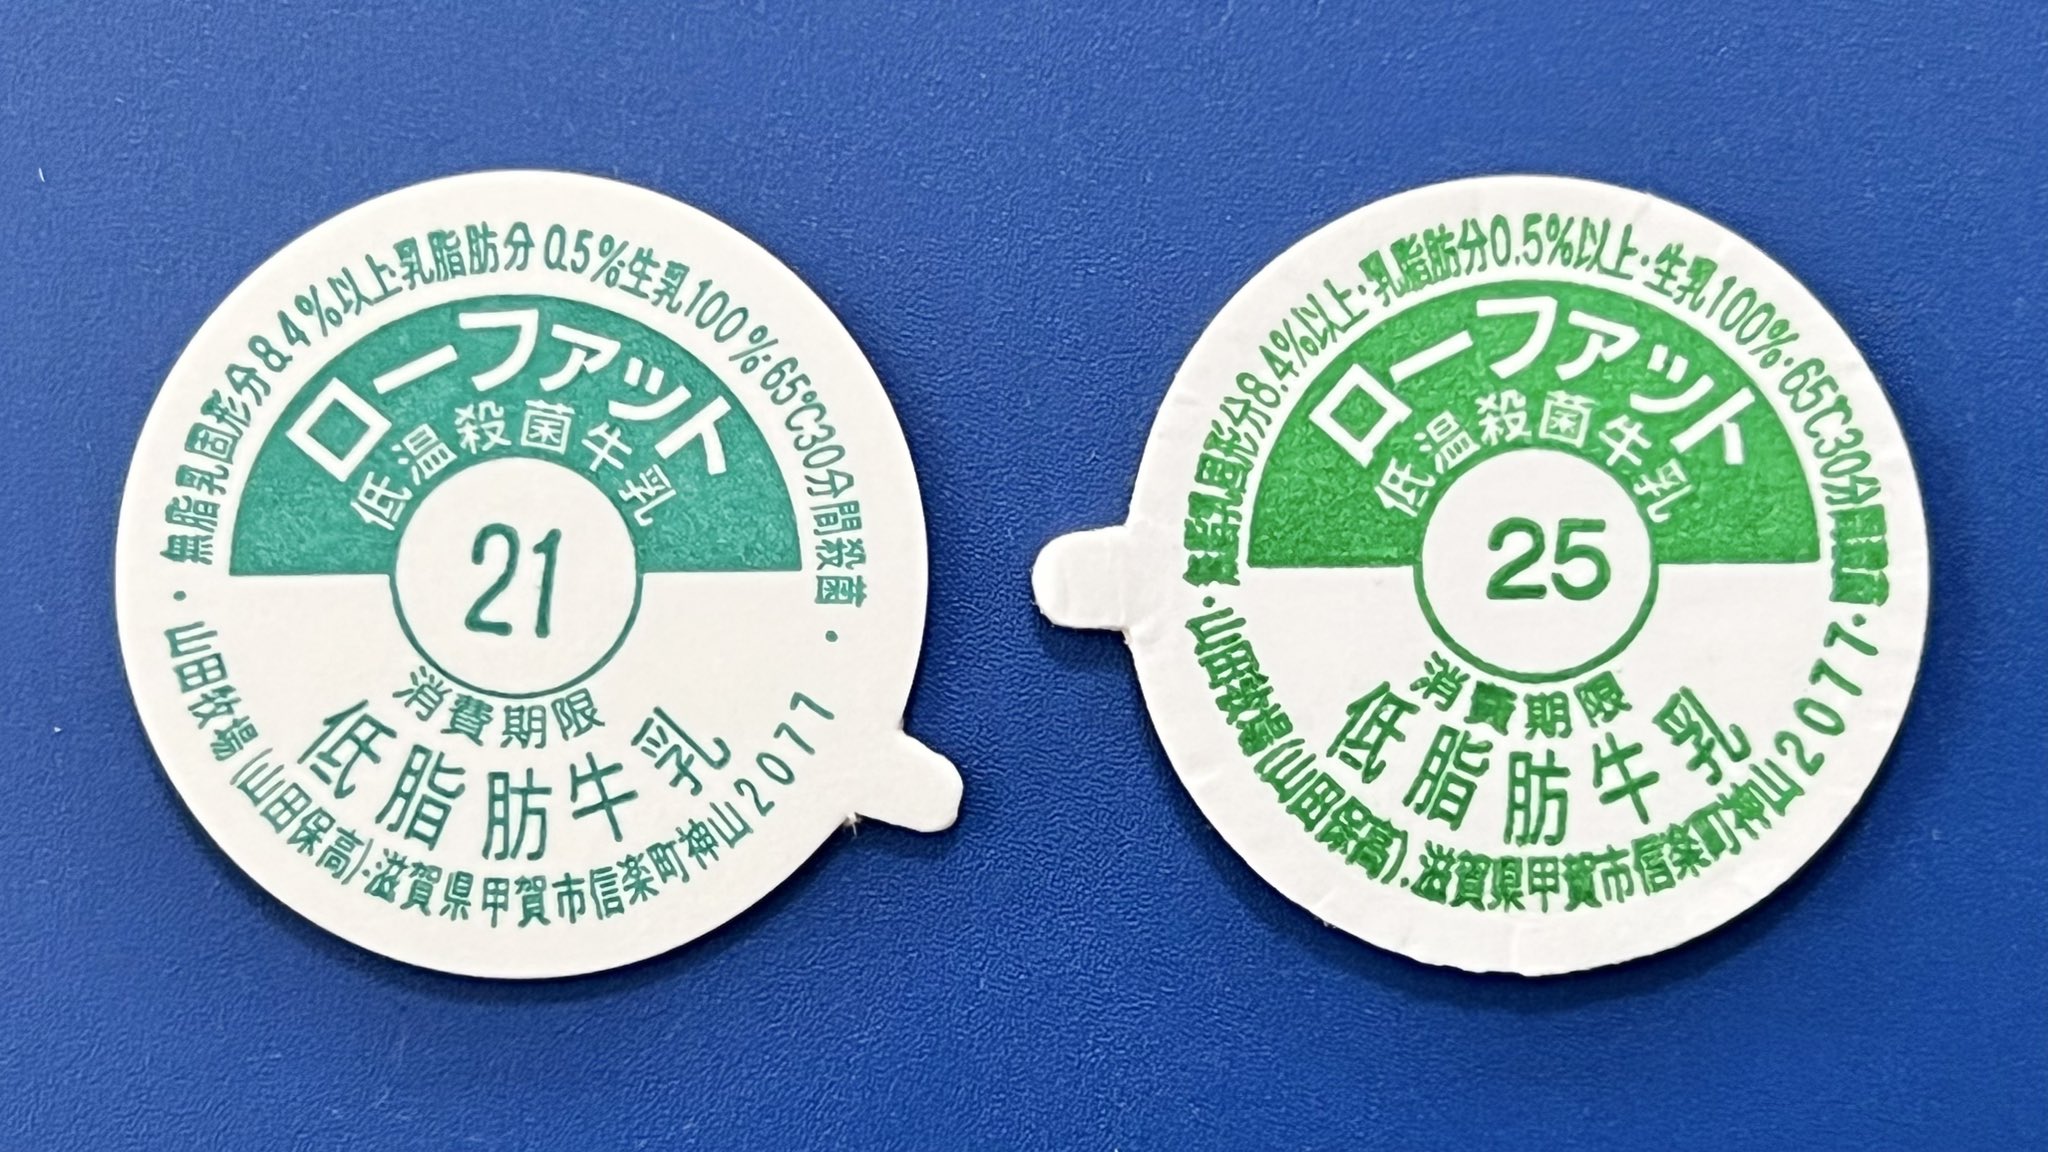 ・無脂乳固形分8.4%以上・乳脂肪分0.5%生乳100%・65℃30分間殺菌・
ローファット
低温殺菌牛乳
21
消費期限
低脂肪牛乳
山田牧場(山田保高)・滋賀県甲賀市信楽町神山2077
・無脂乳固形分8.4%以上・乳脂肪分0.5%以上・生乳100%・65℃30分間殺菌・
ローファット
低温殺菌牛乳
25
消費期限
低脂肪牛乳
山田牧場(山田保高)・滋賀県甲賀市信楽町神山2077